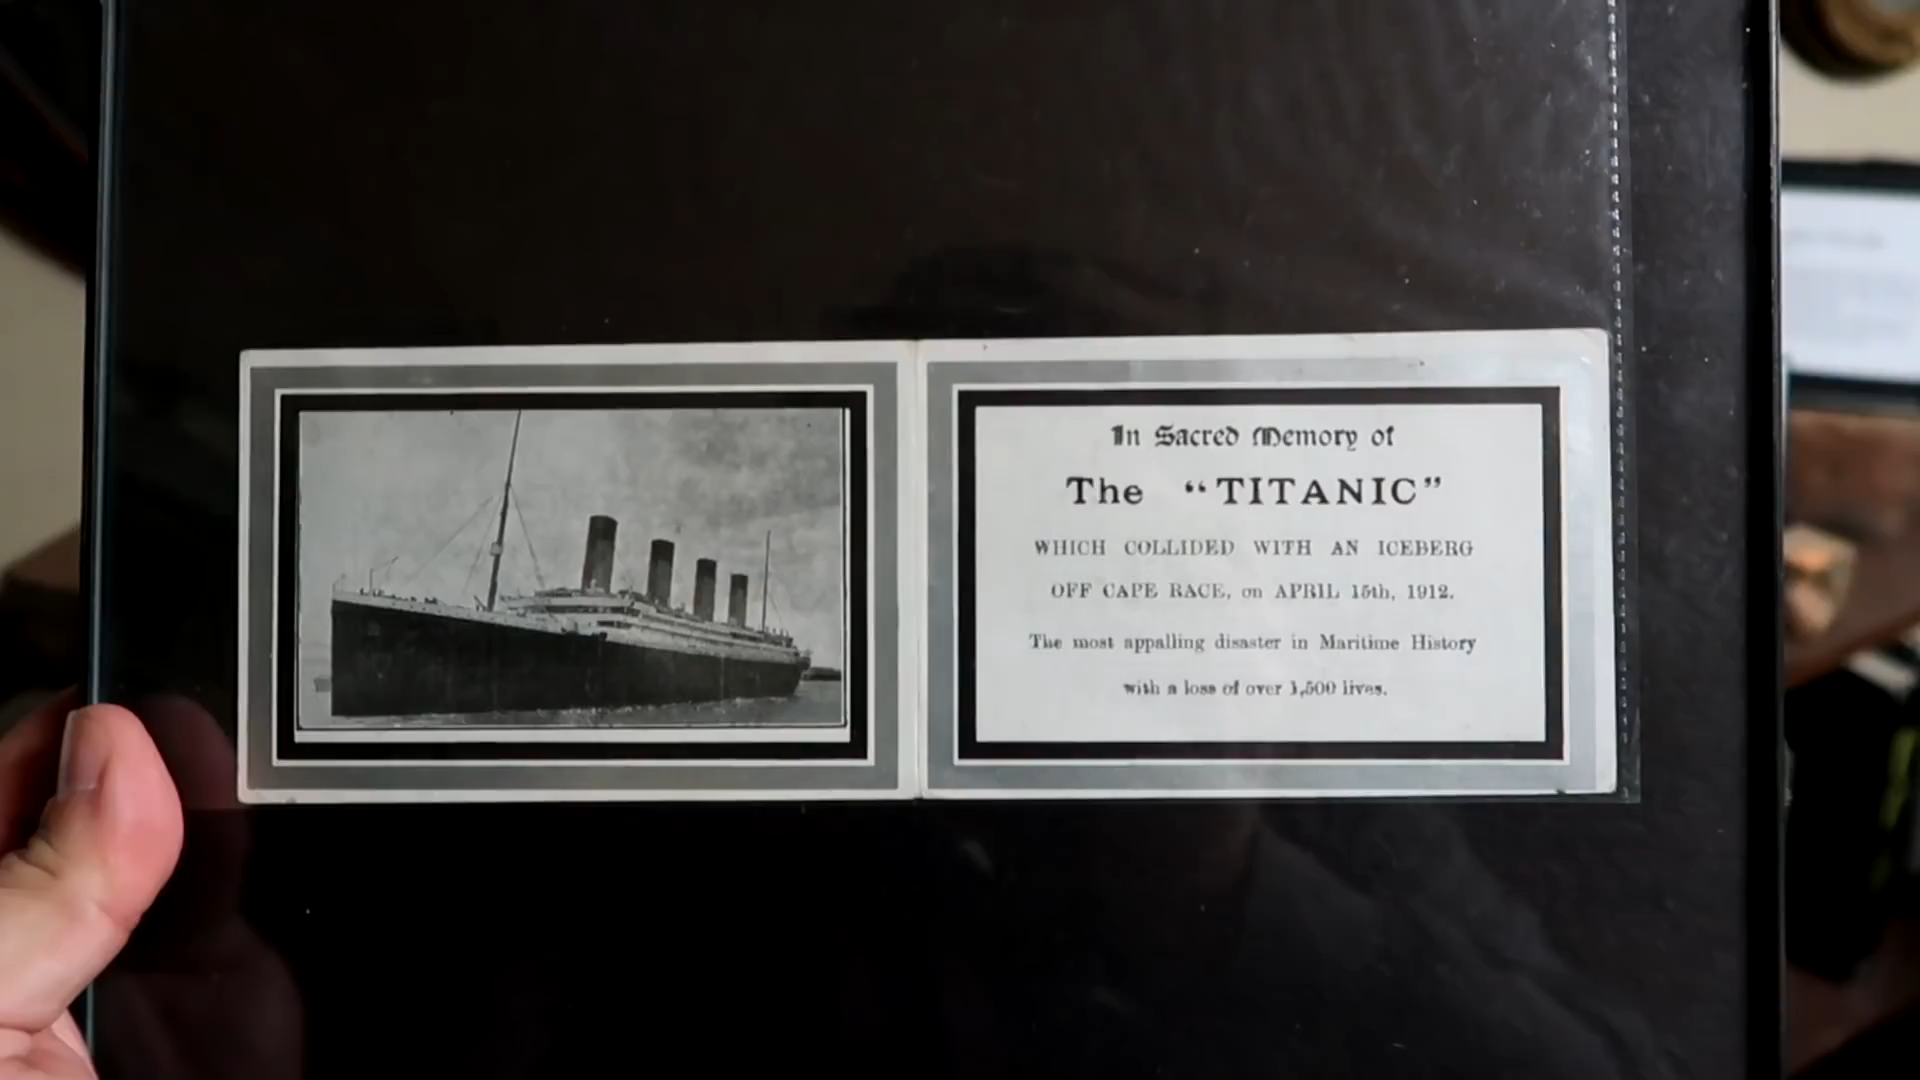 In Sacred Memory of
The "TITANIC"
WHICH COLLIDED WITH AN ICEBERG
OFF CAPE RACE, on APRIL 15th, 1912.
The most appalling disaster in Maritime History
with a loss of over 1,500 lives.